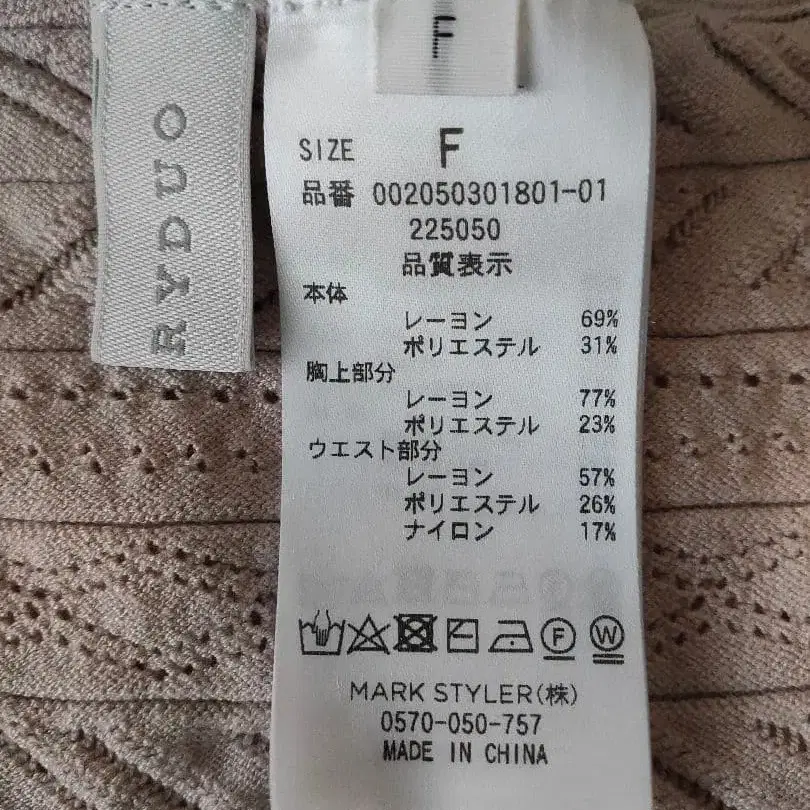 RYDUO
F
SIZE F
品番 002050301801-01
225050
品質表示
本体
レーヨン 69%
ポリエステル 31%
胸上部分
レーヨン 77%
ポリエステル 23%
ウエスト部分
レーヨン 57%
ポリエステル 26%
ナイロン 17%
F W
MARK STYLER(株)
0570-050-757
MADE IN CHINA